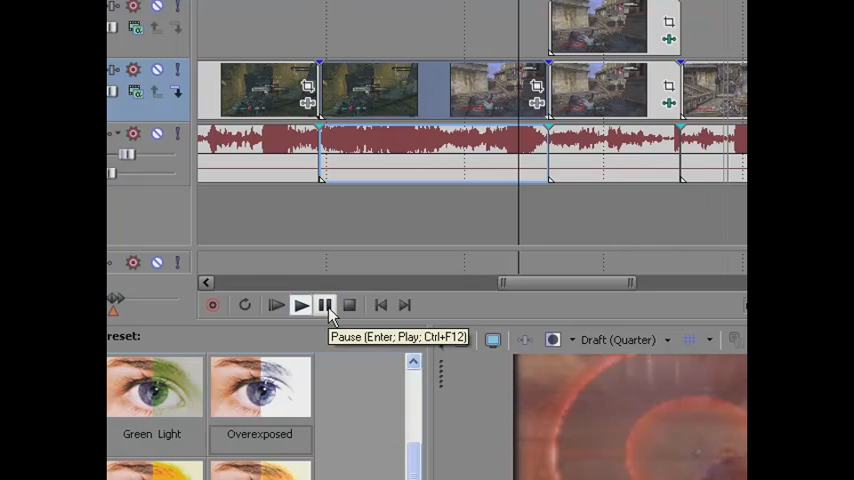 Pause (Enter; Play; Ctrl+F12)
reset:
Draft (Quarter)
Green Light
Overexposed